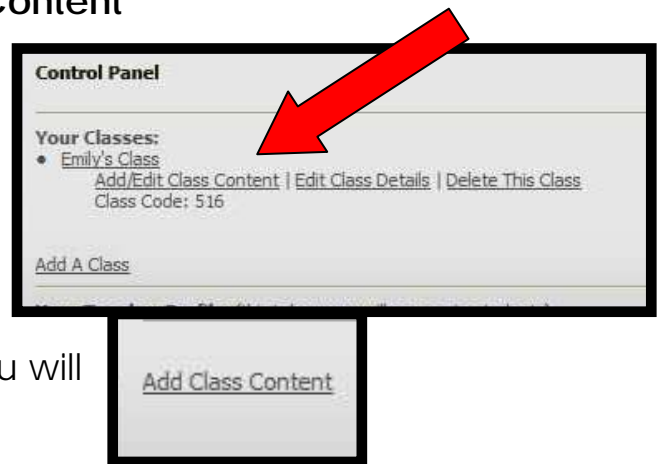 Content
Control Panel
Your Classes:
• Emily's Class
Add/Edit Class Content | Edit Class Details | Delete This Class
Class Code: 516
Add A Class
will
Add Class Content